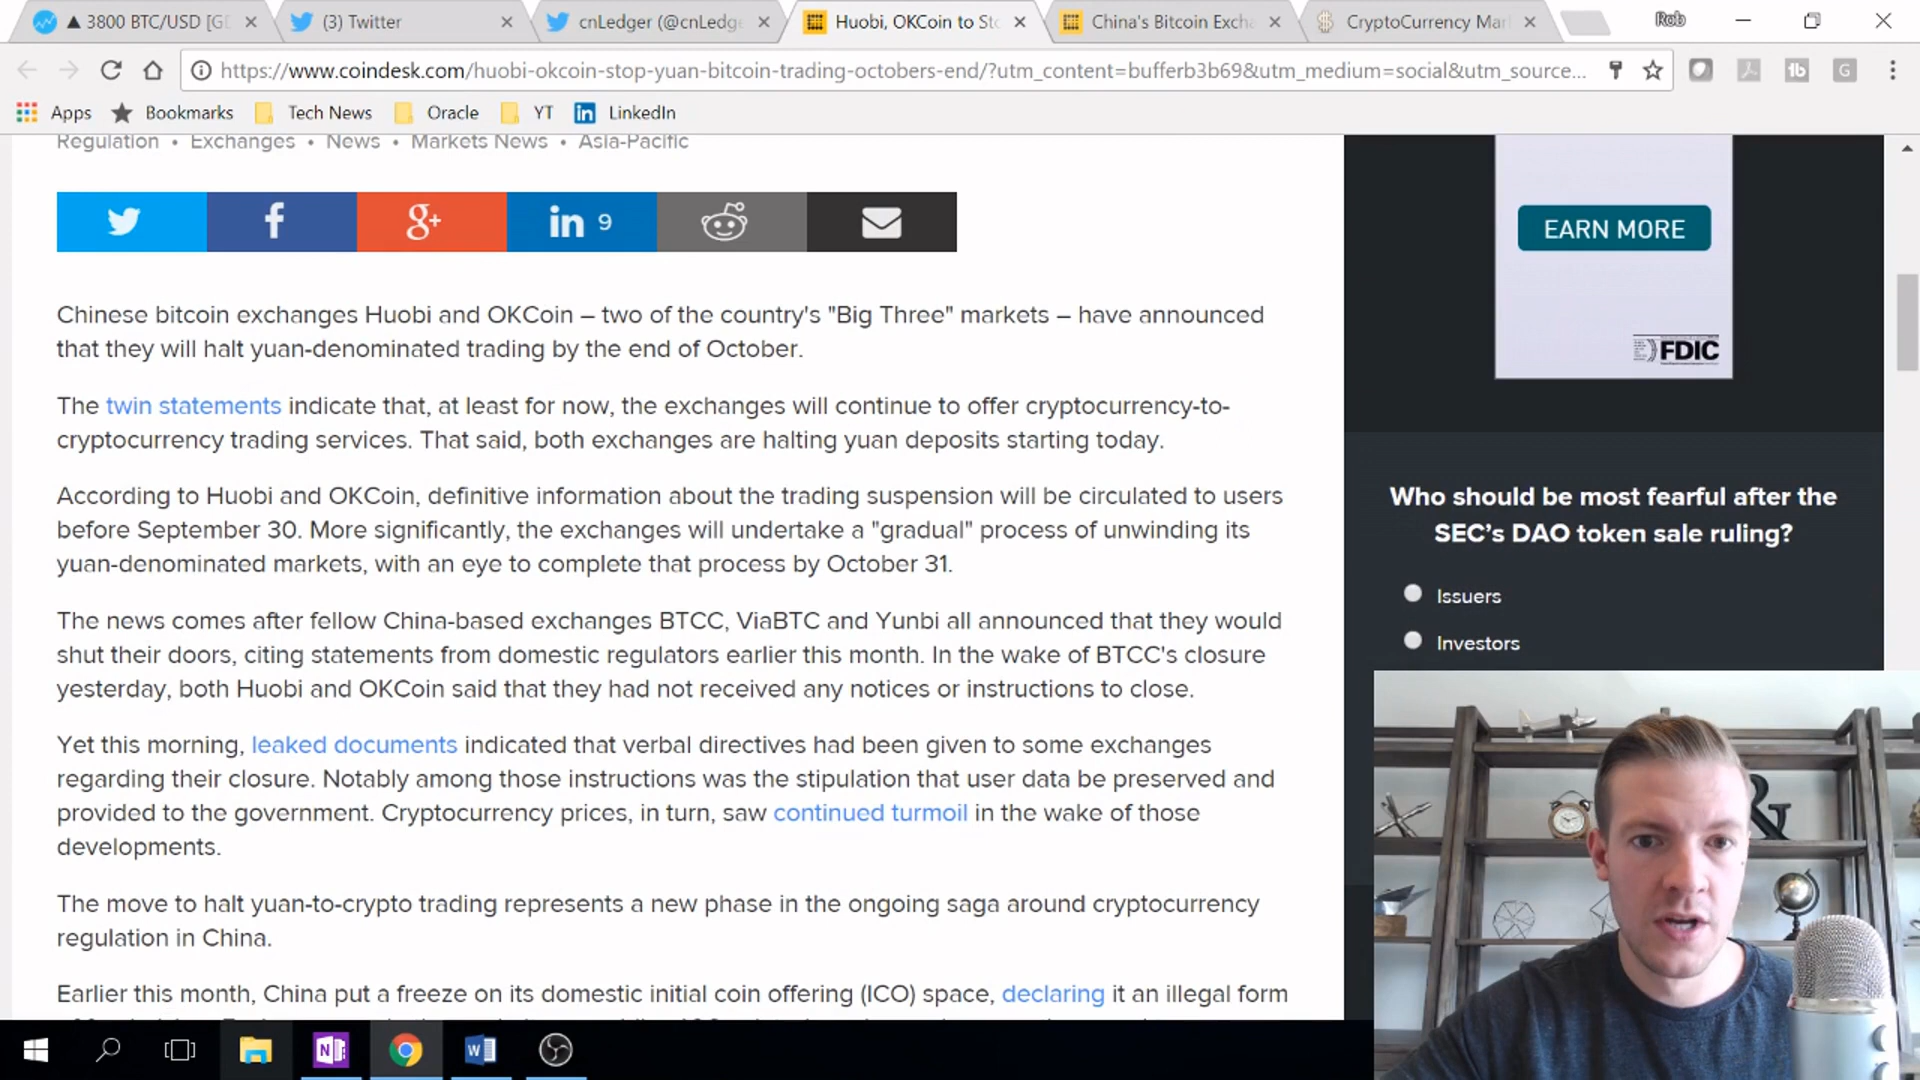 ▲ 3800 BTC/USD [GD
(3) Twitter
cnLedger (@cnLedge
Huobi, OKCoin to Sto
China's Bitcoin Excha
CryptoCurrency Mar
Rob
https://www.coindesk.com/huobi-okcoin-stop-yuan-bitcoin-trading-octobers-end/?utm_content=bufferb3b69&utm_medium=social&utm_source...
Apps
Bookmarks
Tech News
Oracle
YT
LinkedIn
Regulation • Exchanges • News • Markets News • Asia-Pacific
in 9
EARN MORE
FDIC
Chinese bitcoin exchanges Huobi and OKCoin – two of the country's "Big Three" markets – have announced
that they will halt yuan-denominated trading by the end of October.
The twin statements indicate that, at least for now, the exchanges will continue to offer cryptocurrency-to-
cryptocurrency trading services. That said, both exchanges are halting yuan deposits starting today.
According to Huobi and OKCoin, definitive information about the trading suspension will be circulated to users
before September 30. More significantly, the exchanges will undertake a "gradual" process of unwinding its
yuan-denominated markets, with an eye to complete that process by October 31.
The news comes after fellow China-based exchanges BTCC, ViaBTC and Yunbi all announced that they would
shut their doors, citing statements from domestic regulators earlier this month. In the wake of BTCC's closure
yesterday, both Huobi and OKCoin said that they had not received any notices or instructions to close.
Yet this morning, leaked documents indicated that verbal directives had been given to some exchanges
regarding their closure. Notably among those instructions was the stipulation that user data be preserved and
provided to the government. Cryptocurrency prices, in turn, saw continued turmoil in the wake of those
developments.
The move to halt yuan-to-crypto trading represents a new phase in the ongoing saga around cryptocurrency
regulation in China.
Earlier this month, China put a freeze on its domestic initial coin offering (ICO) space, declaring it an illegal form
Who should be most fearful after the
SEC's DAO token sale ruling?
Issuers
Investors
&